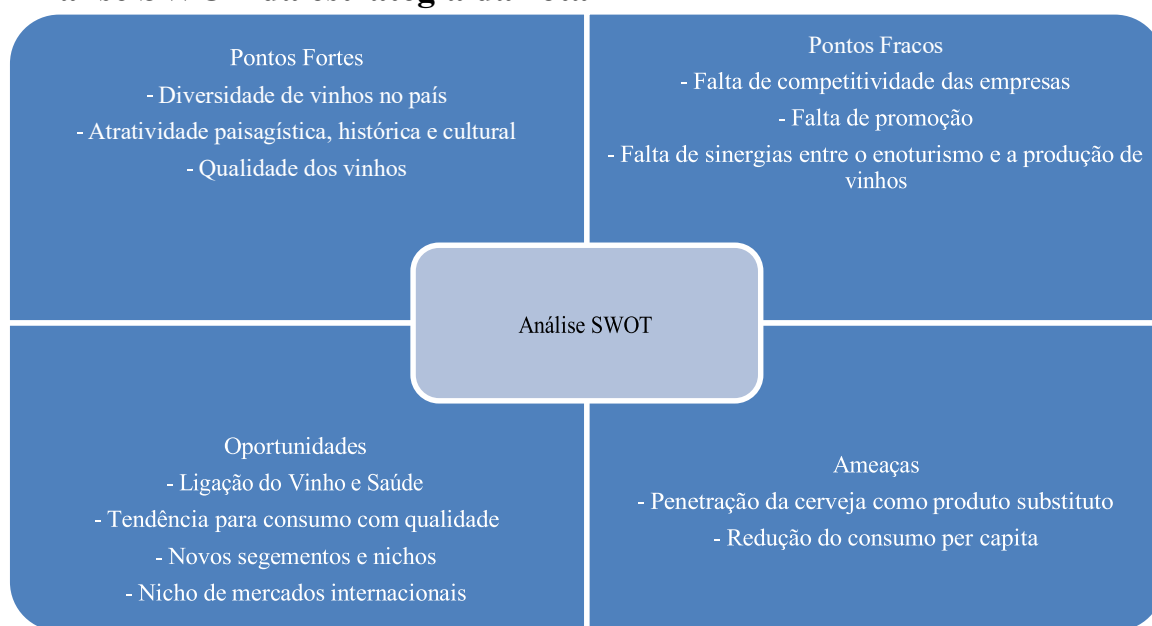 Pontos Fortes
- Diversidade de vinhos no país
- Atratividade paisagística, histórica e cultural
- Qualidade dos vinhos
Pontos Fracos
- Falta de competitividade das empresas
- Falta de promoção
- Falta de sinergias entre o enoturismo e a produção de
vinhos
Análise SWOT
Oportunidades
- Ligação do Vinho e Saúde
- Tendência para consumo com qualidade
- Novos segementos e nichos
- Nicho de mercados internacionais
Ameaças
- Penetração da cerveja como produto substituto
- Redução do consumo per capita